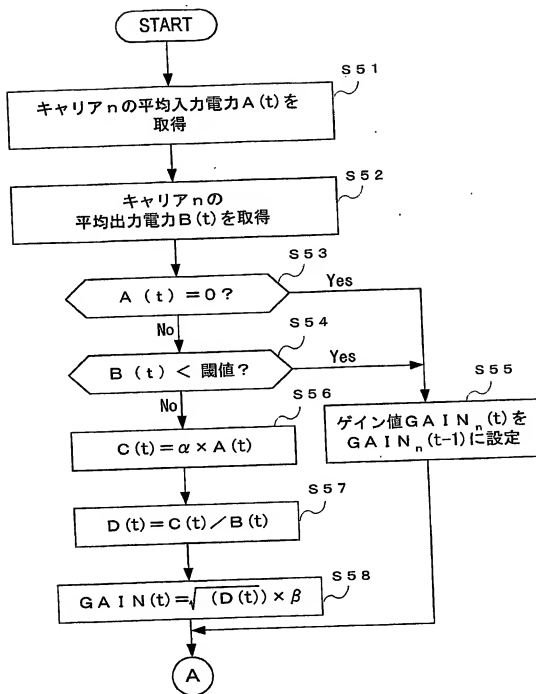 START
S51
キャリアnの平均入力電力A(t)を
取得
S52
キャリアnの
平均出力電力B(t)を取得
S53
A(t)=0?
Yes
No
S54
B(t)<閾値?
Yes
No
S55
ゲイン値GAINn(t)を
GAINn(t-1)に設定
S56
C(t)=α×A(t)
S57
D(t)=C(t)/B(t)
S58
GAIN(t)=√(D(t))×β
A